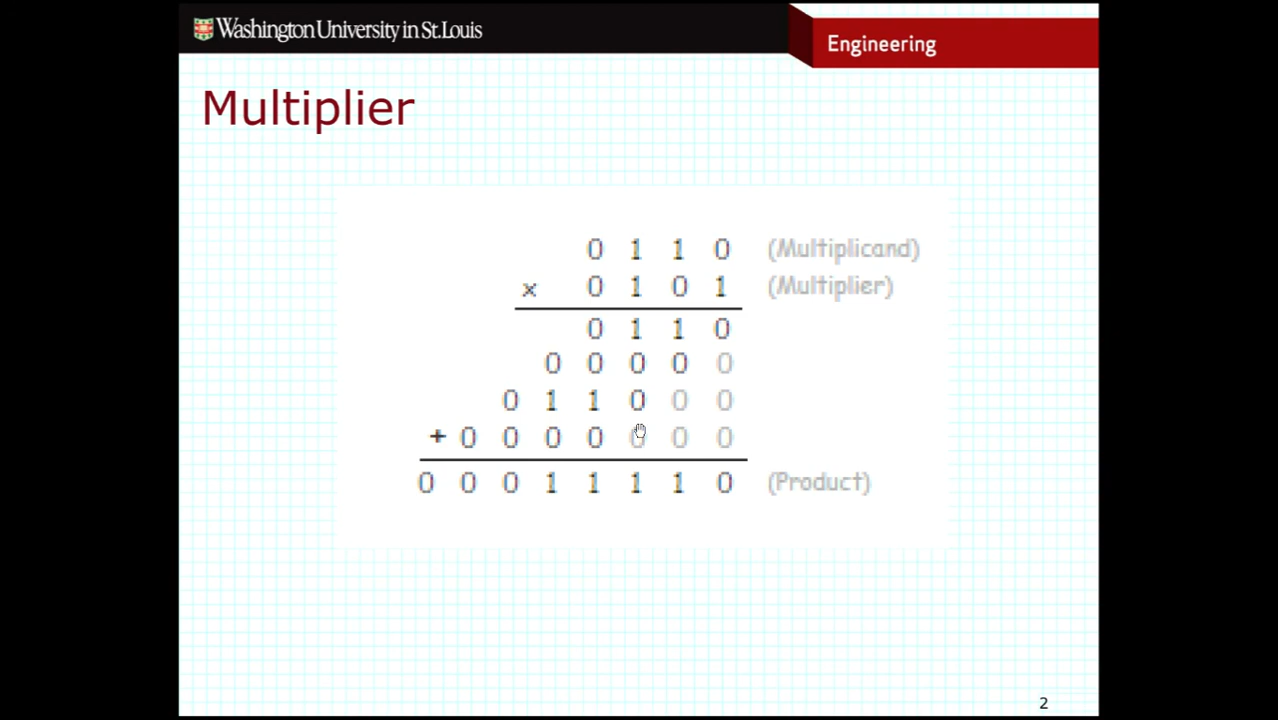 Washington University in St.Louis
Engineering
Multiplier
0 1 1 0 (Multiplicand)
x 0 1 0 1 (Multiplier)
0 1 1 0
0 0 0 0 0
0 1 1 0 0 0
+ 0 0 0 0 0 0 0
0 0 0 1 1 1 1 0 (Product)
2